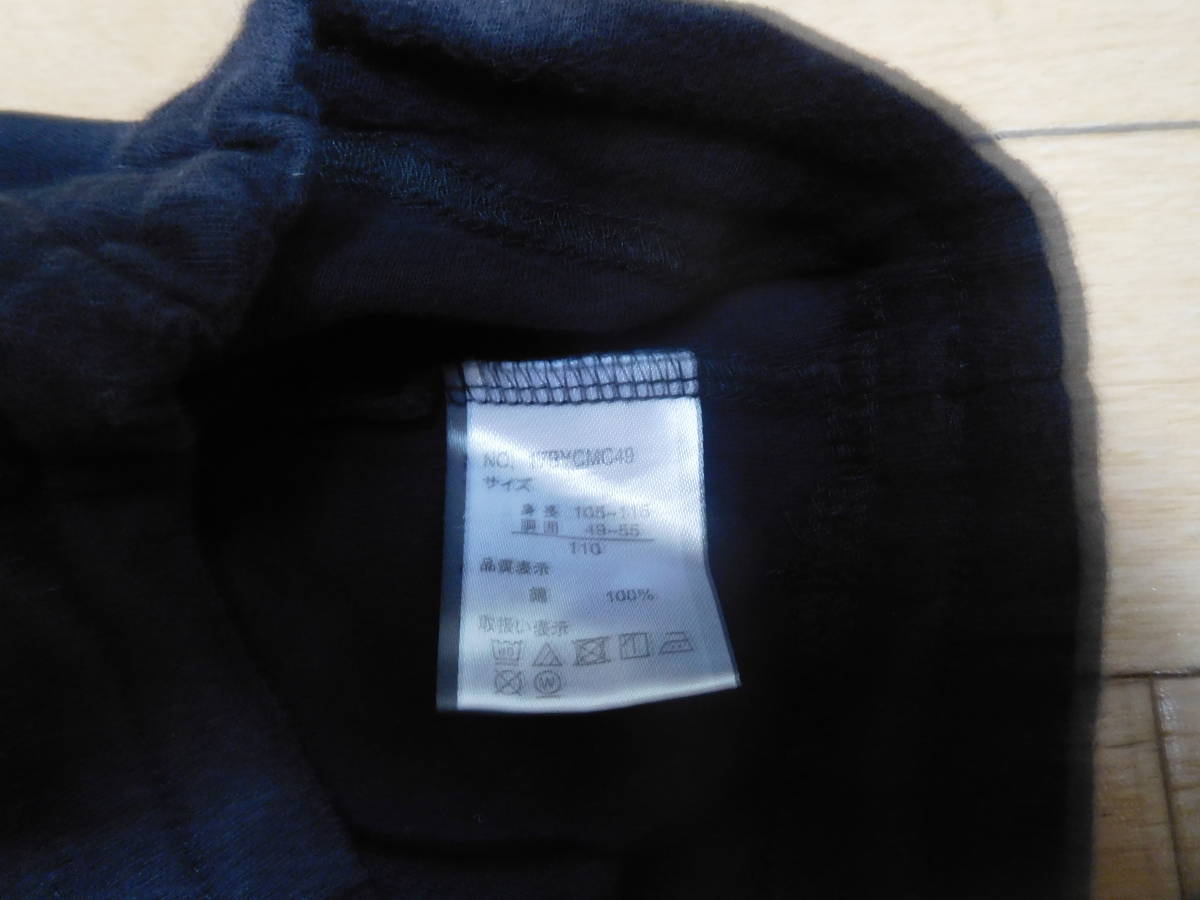 NO. 178YCMC49
サイズ
身長 105~115
胴囲 49~55
110
品質表示
綿 100%
取扱い表示
W